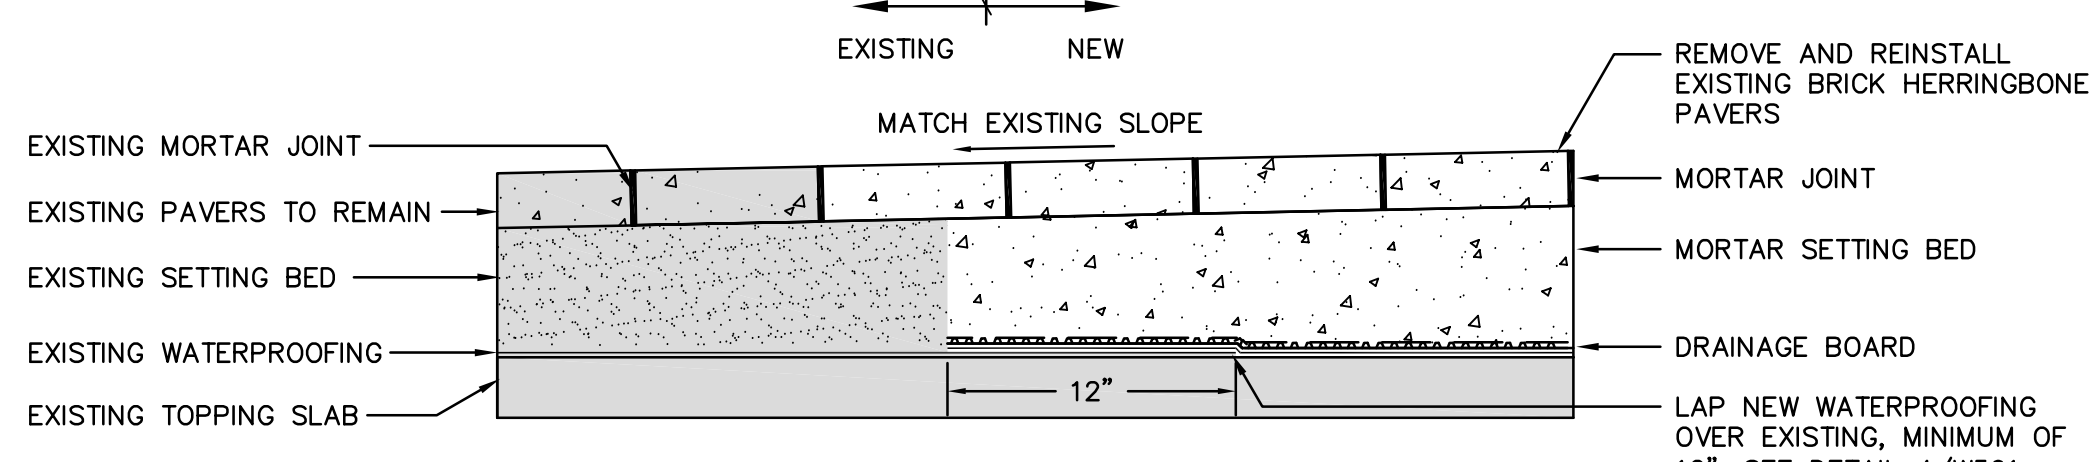 EXISTING NEW
REMOVE AND REINSTALL
EXISTING BRICK HERRINGBONE
PAVERS
MATCH EXISTING SLOPE
EXISTING MORTAR JOINT
MORTAR JOINT
EXISTING PAVERS TO REMAIN
MORTAR SETTING BED
EXISTING SETTING BED
DRAINAGE BOARD
EXISTING WATERPROOFING
12”
EXISTING TOPPING SLAB
LAP NEW WATERPROOFING
OVER EXISTING, MINIMUM OF